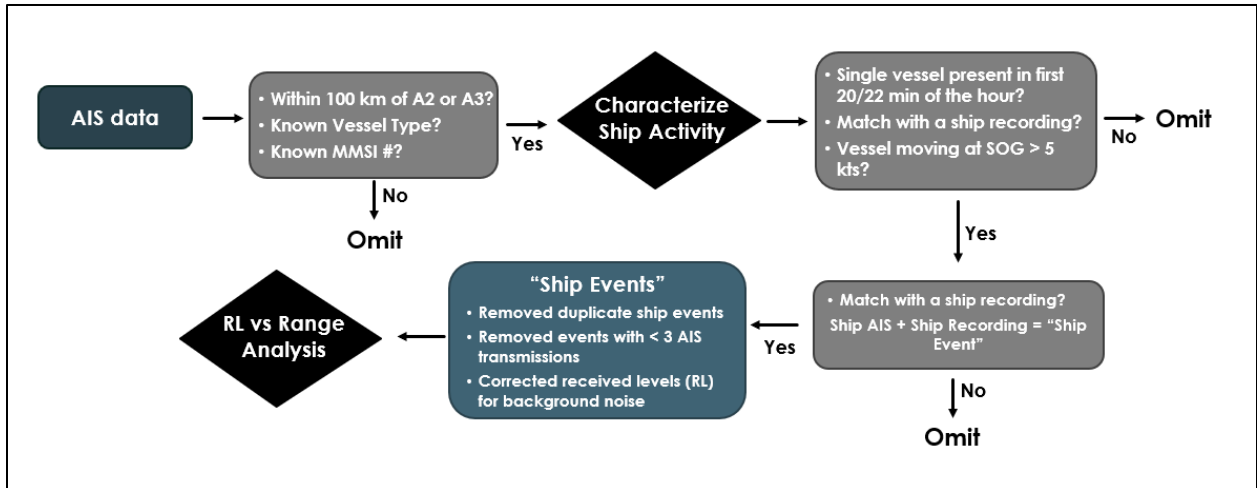 AIS data
• Within 100 km of A2 or A3?
• Known Vessel Type?
• Known MMSI #?
Yes
No
Omit
Characterize
Ship Activity
• Single vessel present in first
20/22 min of the hour?
• Match with a ship recording?
• Vessel moving at SOG > 5
kts?
No
Omit
Yes
• Match with a ship recording?
Ship AIS + Ship Recording = “Ship
Event”
No
Omit
Yes
“Ship Events”
• Removed duplicate ship events
• Removed events with < 3 AIS
transmissions
• Corrected received levels (RL)
for background noise
RL vs Range
Analysis